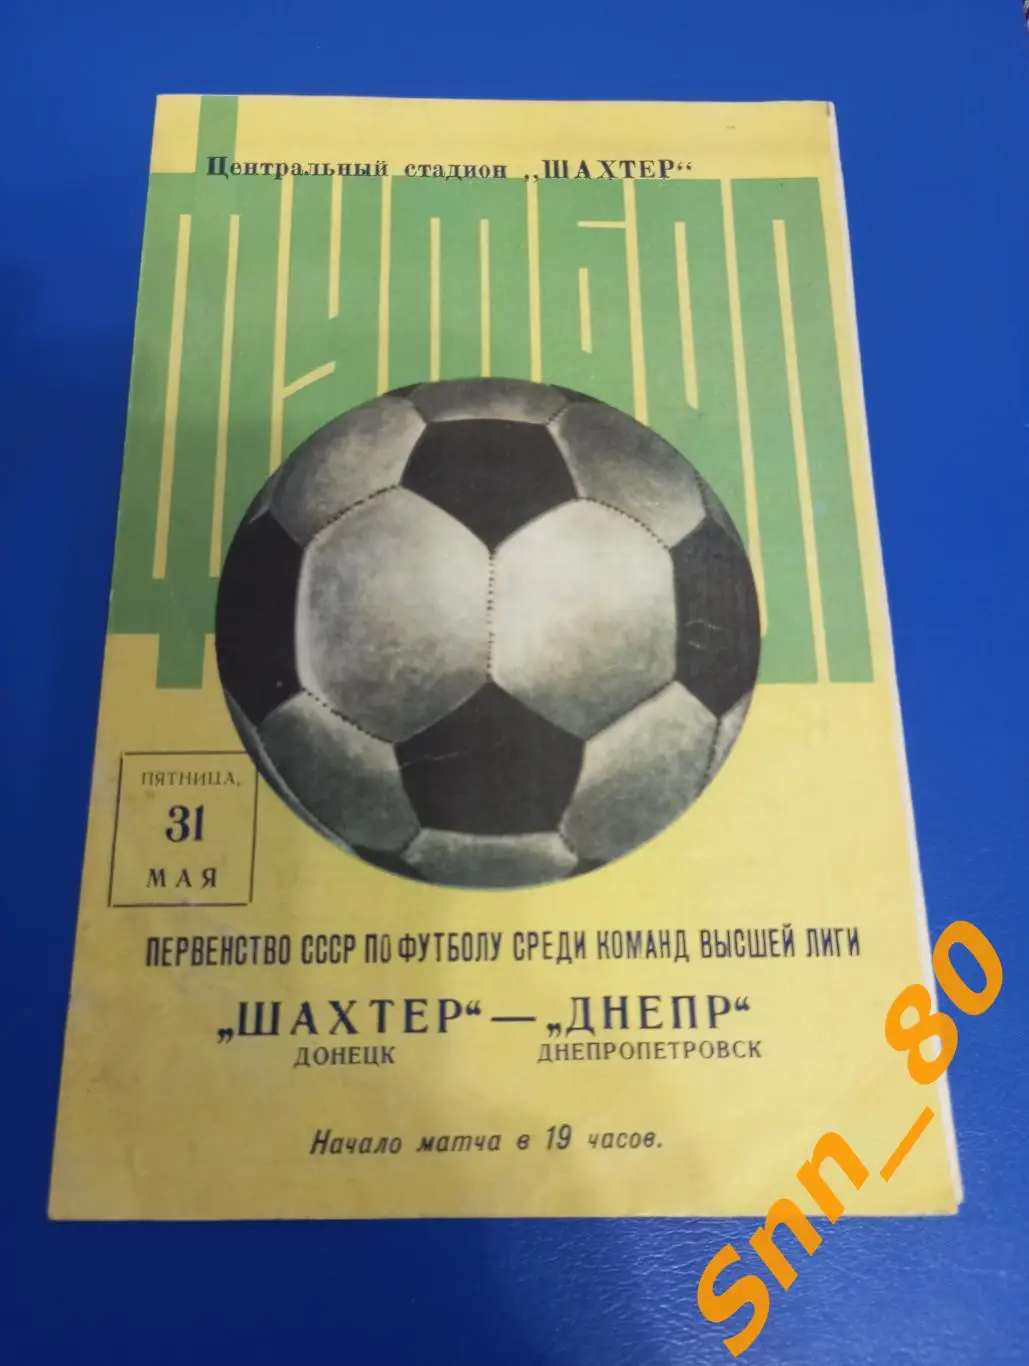 Центральный стадион „ШАХТЕР“
ФУТБОЛ
ПЯТНИЦА,
31
МАЯ
ПЕРВЕНСТВО СССР ПО ФУТБОЛУ СРЕДИ КОМАНД ВЫСШЕЙ ЛИГИ
„ШАХТЕР“ — „ДНЕПР“
ДОНЕЦК ДНЕПРОПЕТРОВСК
Начало матча в 19 часов.
Snn_80